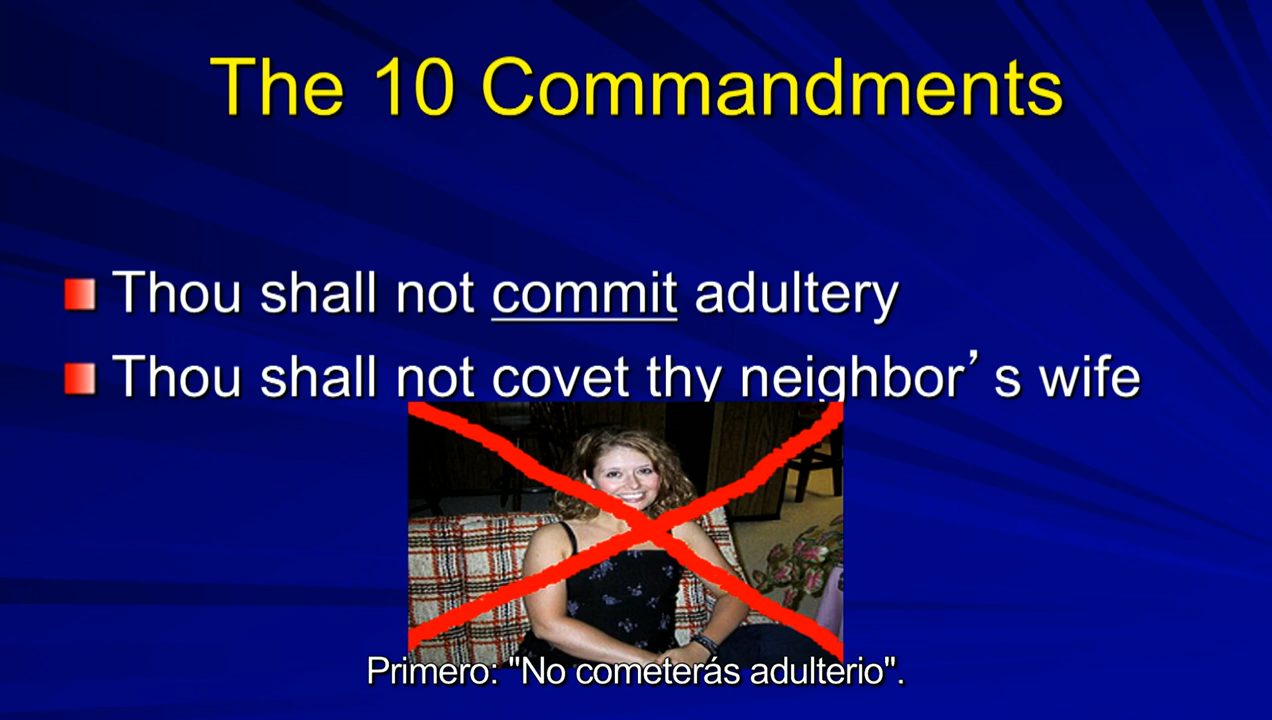 The 10 Commandments
Thou shall not commit adultery
Thou shall not covet thy neighbor’s wife
Primero: "No cometerás adulterio".